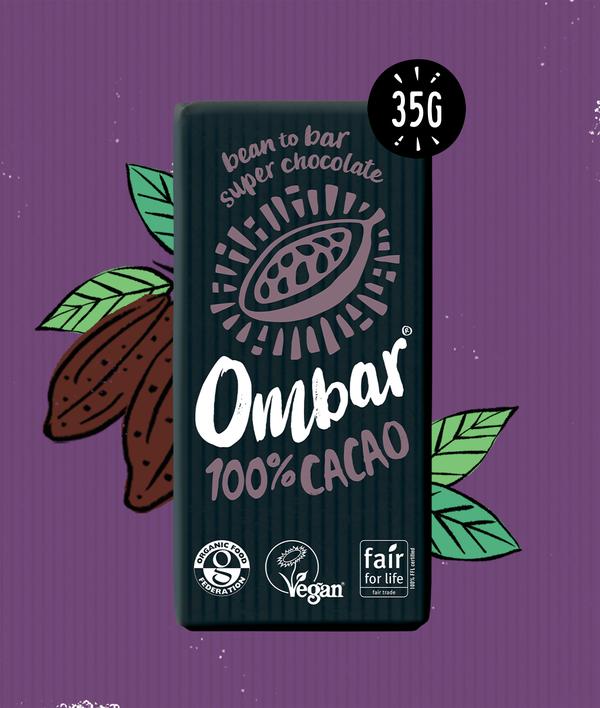 35G
bean to bar
super chocolate
Ombar®
100% CACAO
ORGANIC FOOD
FEDERATION
Vegan®
fair
for life
fair trade
100% FFL certified